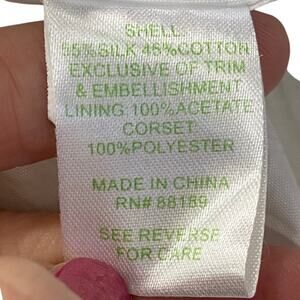 SHELL:
55%SILK 45%COTTON
EXCLUSIVE OF TRIM
& EMBELLISHMENT
LINING 100%ACETATE
CORSET
100%POLYESTER
MADE IN CHINA
RN# 88189
SEE REVERSE
FOR CARE